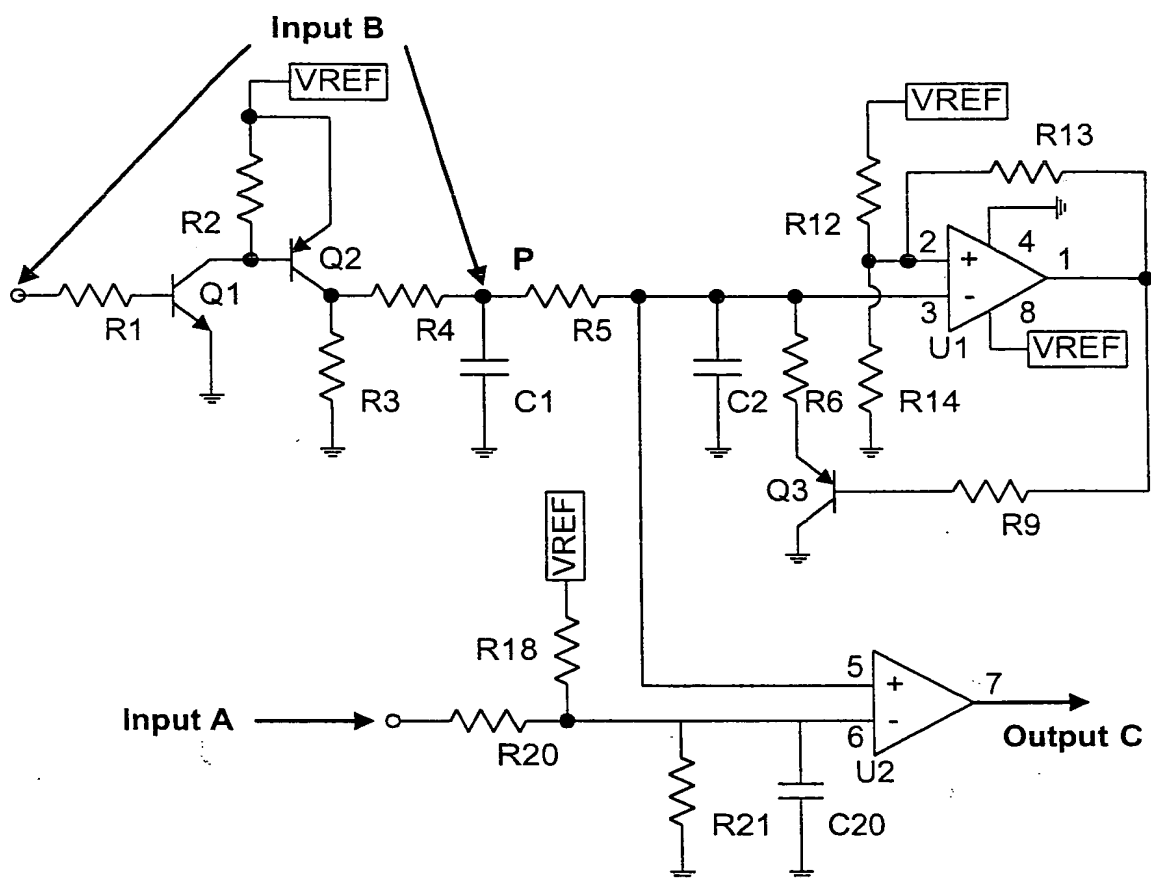 Input B
VREF
VREF
R13
R2
R12
Q2
2
+
4
1
P
Q1
R1
R4
R5
3
-
8
U1
VREF
R3
C1
C2
R6
R14
Q3
R9
VREF
R18
5
+
7
Input A
R20
6
-
Output C
U2
R21
C20